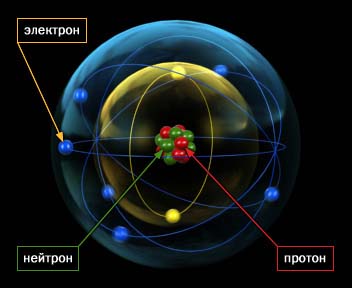 электрон
нейтрон
протон